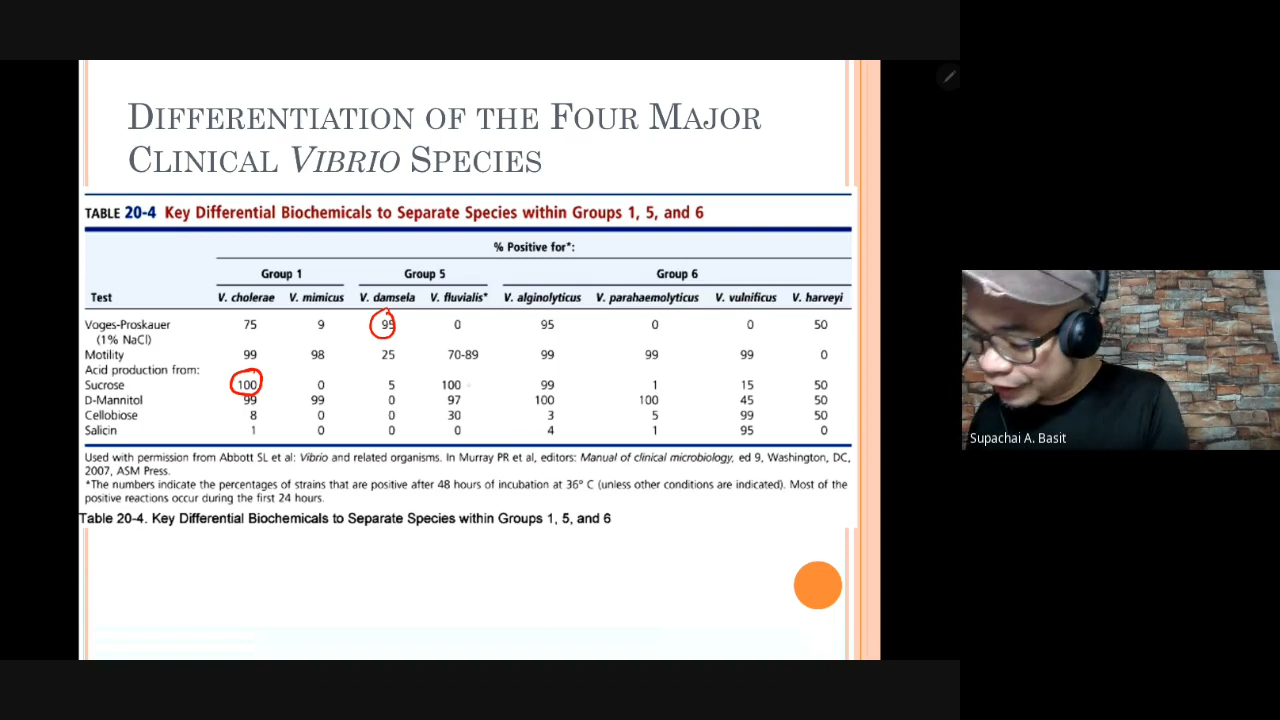 DIFFERENTIATION OF THE FOUR MAJOR
CLINICAL VIBRIO SPECIES
TABLE 20-4 Key Differential Biochemicals to Separate Species within Groups 1, 5, and 6
% Positive for*:
Group 1 Group 5 Group 6
Test V. cholerae V. mimicus V. damsela V. fluvialis* V. alginolyticus V. parahaemolyticus V. vulnificus V. harveyi
Voges-Proskauer 75 9 95 0 95 0 0 50
(1% NaCl)
Motility 99 98 25 70-89 99 99 99 0
Acid production from:
Sucrose 100 0 5 100 99 1 15 50
D-Mannitol 99 99 0 97 100 100 45 50
Cellobiose 8 0 0 30 3 5 99 50
Salicin 1 0 0 0 4 1 95 0
Used with permission from Abbott SL et al: Vibrio and related organisms. In Murray PR et al, editors: Manual of clinical microbiology, ed 9, Washington, DC,
2007, ASM Press.
*The numbers indicate the percentages of strains that are positive after 48 hours of incubation at 36° C (unless other conditions are indicated). Most of the
positive reactions occur during the first 24 hours.
Table 20-4. Key Differential Biochemicals to Separate Species within Groups 1, 5, and 6
Supachai A. Basit